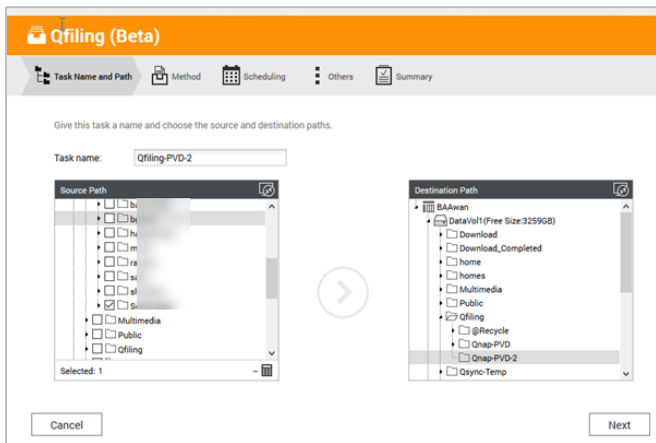 Qfiling (Beta)
Task Name and Path
Method
Scheduling
Others
Summary
Give this task a name and choose the source and destination paths.
Task name:
Qfiling-PVD-2
Source Path
Multimedia
Public
Qfiling
Selected: 1
Destination Path
BAAwan
DataVol1(Free Size:3259GB)
Download
Download_Completed
home
homes
Multimedia
Public
Qfiling
@Recycle
Qnap-PVD
Qnap-PVD-2
Qsync-Temp
Cancel
Next